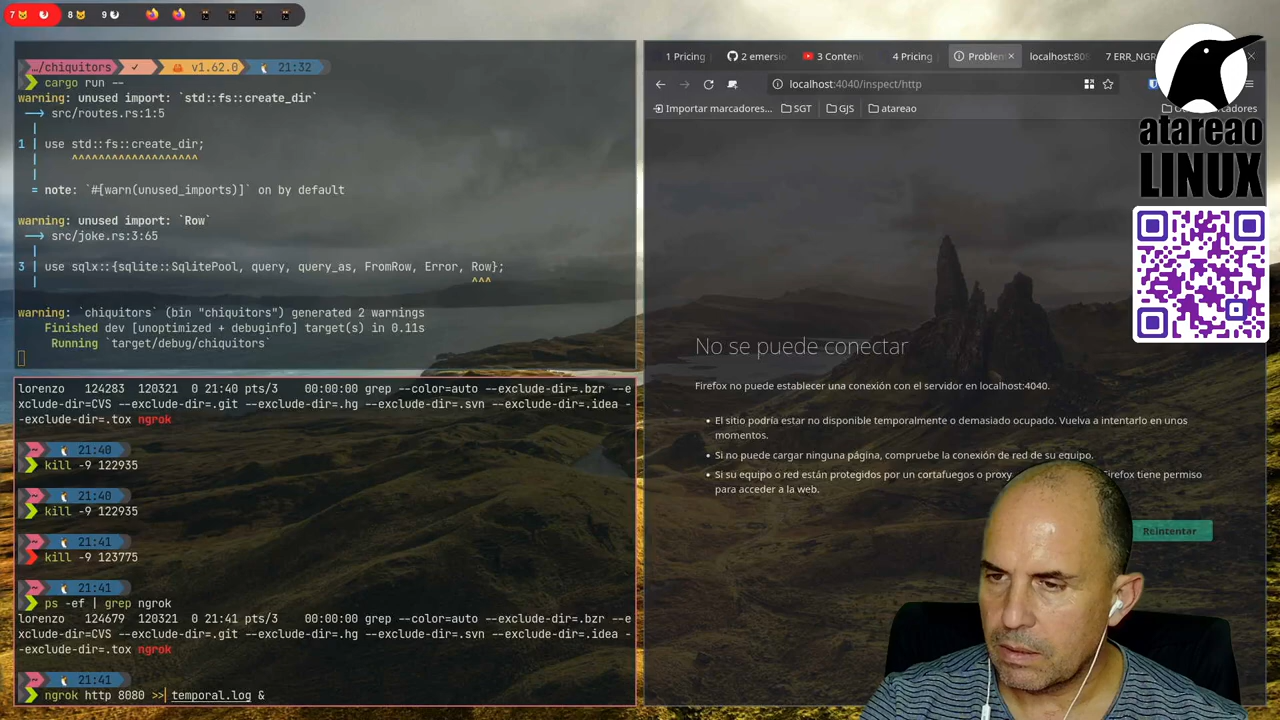 7 8 9
…/chiquitors ✓ v1.62.0 21:32
cargo run --
warning: unused import: `std::fs::create_dir`
--> src/routes.rs:1:5
|
1 | use std::fs::create_dir;
| ^^^^^^^^^^^^^^^^^^^
|
= note: `#[warn(unused_imports)]` on by default
warning: unused import: `Row`
--> src/joke.rs:3:65
|
3 | use sqlx::{sqlite::SqlitePool, query, query_as, FromRow, Error, Row};
| ^^^
warning: `chiquitors` (bin "chiquitors") generated 2 warnings
Finished dev [unoptimized + debuginfo] target(s) in 0.11s
Running `target/debug/chiquitors`
lorenzo 124283 120321 0 21:40 pts/3 00:00:00 grep --color=auto --exclude-dir=.bzr --e
xclude-dir=CVS --exclude-dir=.git --exclude-dir=.hg --exclude-dir=.svn --exclude-dir=.idea -
-exclude-dir=.tox ngrok
~ 21:40
kill -9 122935
~ 21:40
kill -9 122935
~ 21:41
kill -9 123775
~ 21:41
ps -ef | grep ngrok
lorenzo 124679 120321 0 21:41 pts/3 00:00:00 grep --color=auto --exclude-dir=.bzr --e
xclude-dir=CVS --exclude-dir=.git --exclude-dir=.hg --exclude-dir=.svn --exclude-dir=.idea -
-exclude-dir=.tox ngrok
~ 21:41
ngrok http 8080 >> temporal.log &
1 Pricing 2 emersio 3 Conteni 4 Pricing Problem localhost:808 7 ERR_NGR
localhost:4040/inspect/http
Importar marcadores... SGT GJS atareao
No se puede conectar
Firefox no puede establecer una conexión con el servidor en localhost:4040.
• El sitio podría estar no disponible temporalmente o demasiado ocupado. Vuelva a intentarlo en unos
momentos.
• Si no puede cargar ninguna página, compruebe la conexión de red de su equipo.
• Si su equipo o red están protegidos por un cortafuegos o proxy Firefox tiene permiso
para acceder a la web.
Reintentar
atareao
LINUX